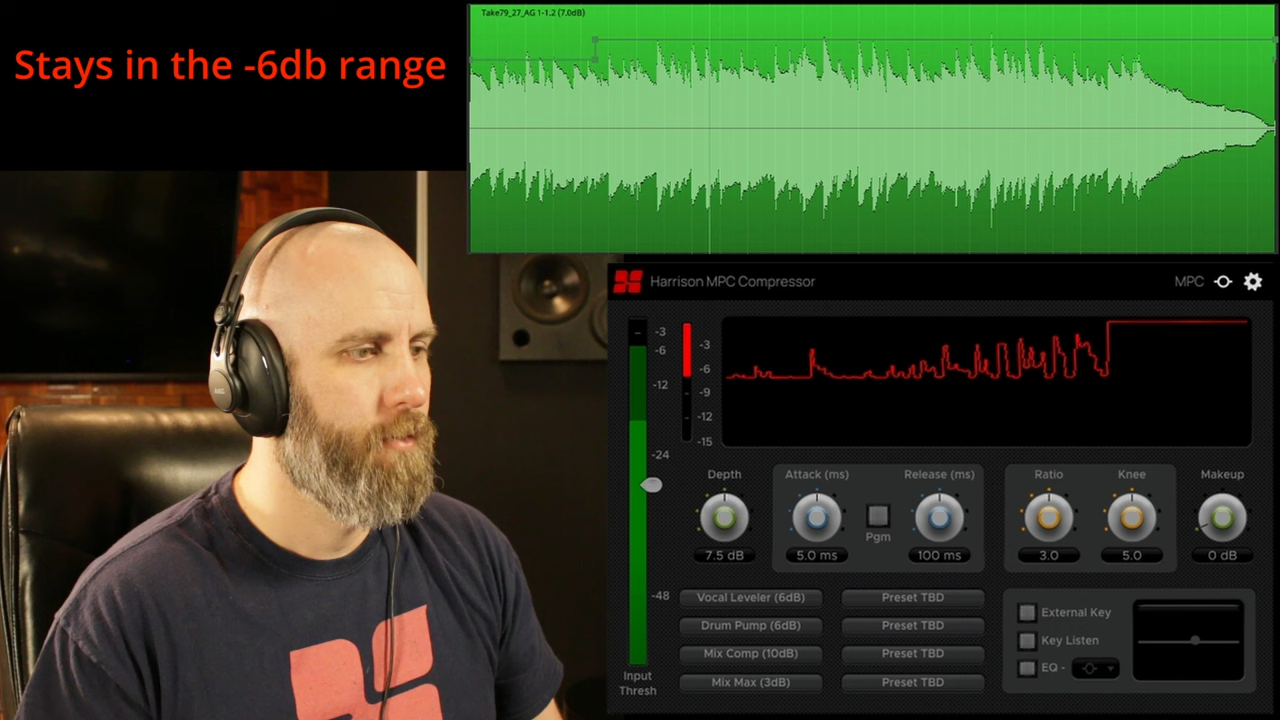 Stays in the -6db range
Take79_27_AG 1-1.2 (7.0dB)
Harrison MPC Compressor
MPC
-3
-6
-12
-24
-48
Input
Thresh
-3
-6
-9
-12
-15
Depth
Attack (ms)
Release (ms)
Ratio
Knee
Makeup
Pgm
7.5 dB
5.0 ms
100 ms
3.0
5.0
0 dB
Vocal Leveler (6dB)
Preset TBD
Drum Pump (6dB)
Preset TBD
Mix Comp (10dB)
Preset TBD
Mix Max (3dB)
Preset TBD
External Key
Key Listen
EQ -